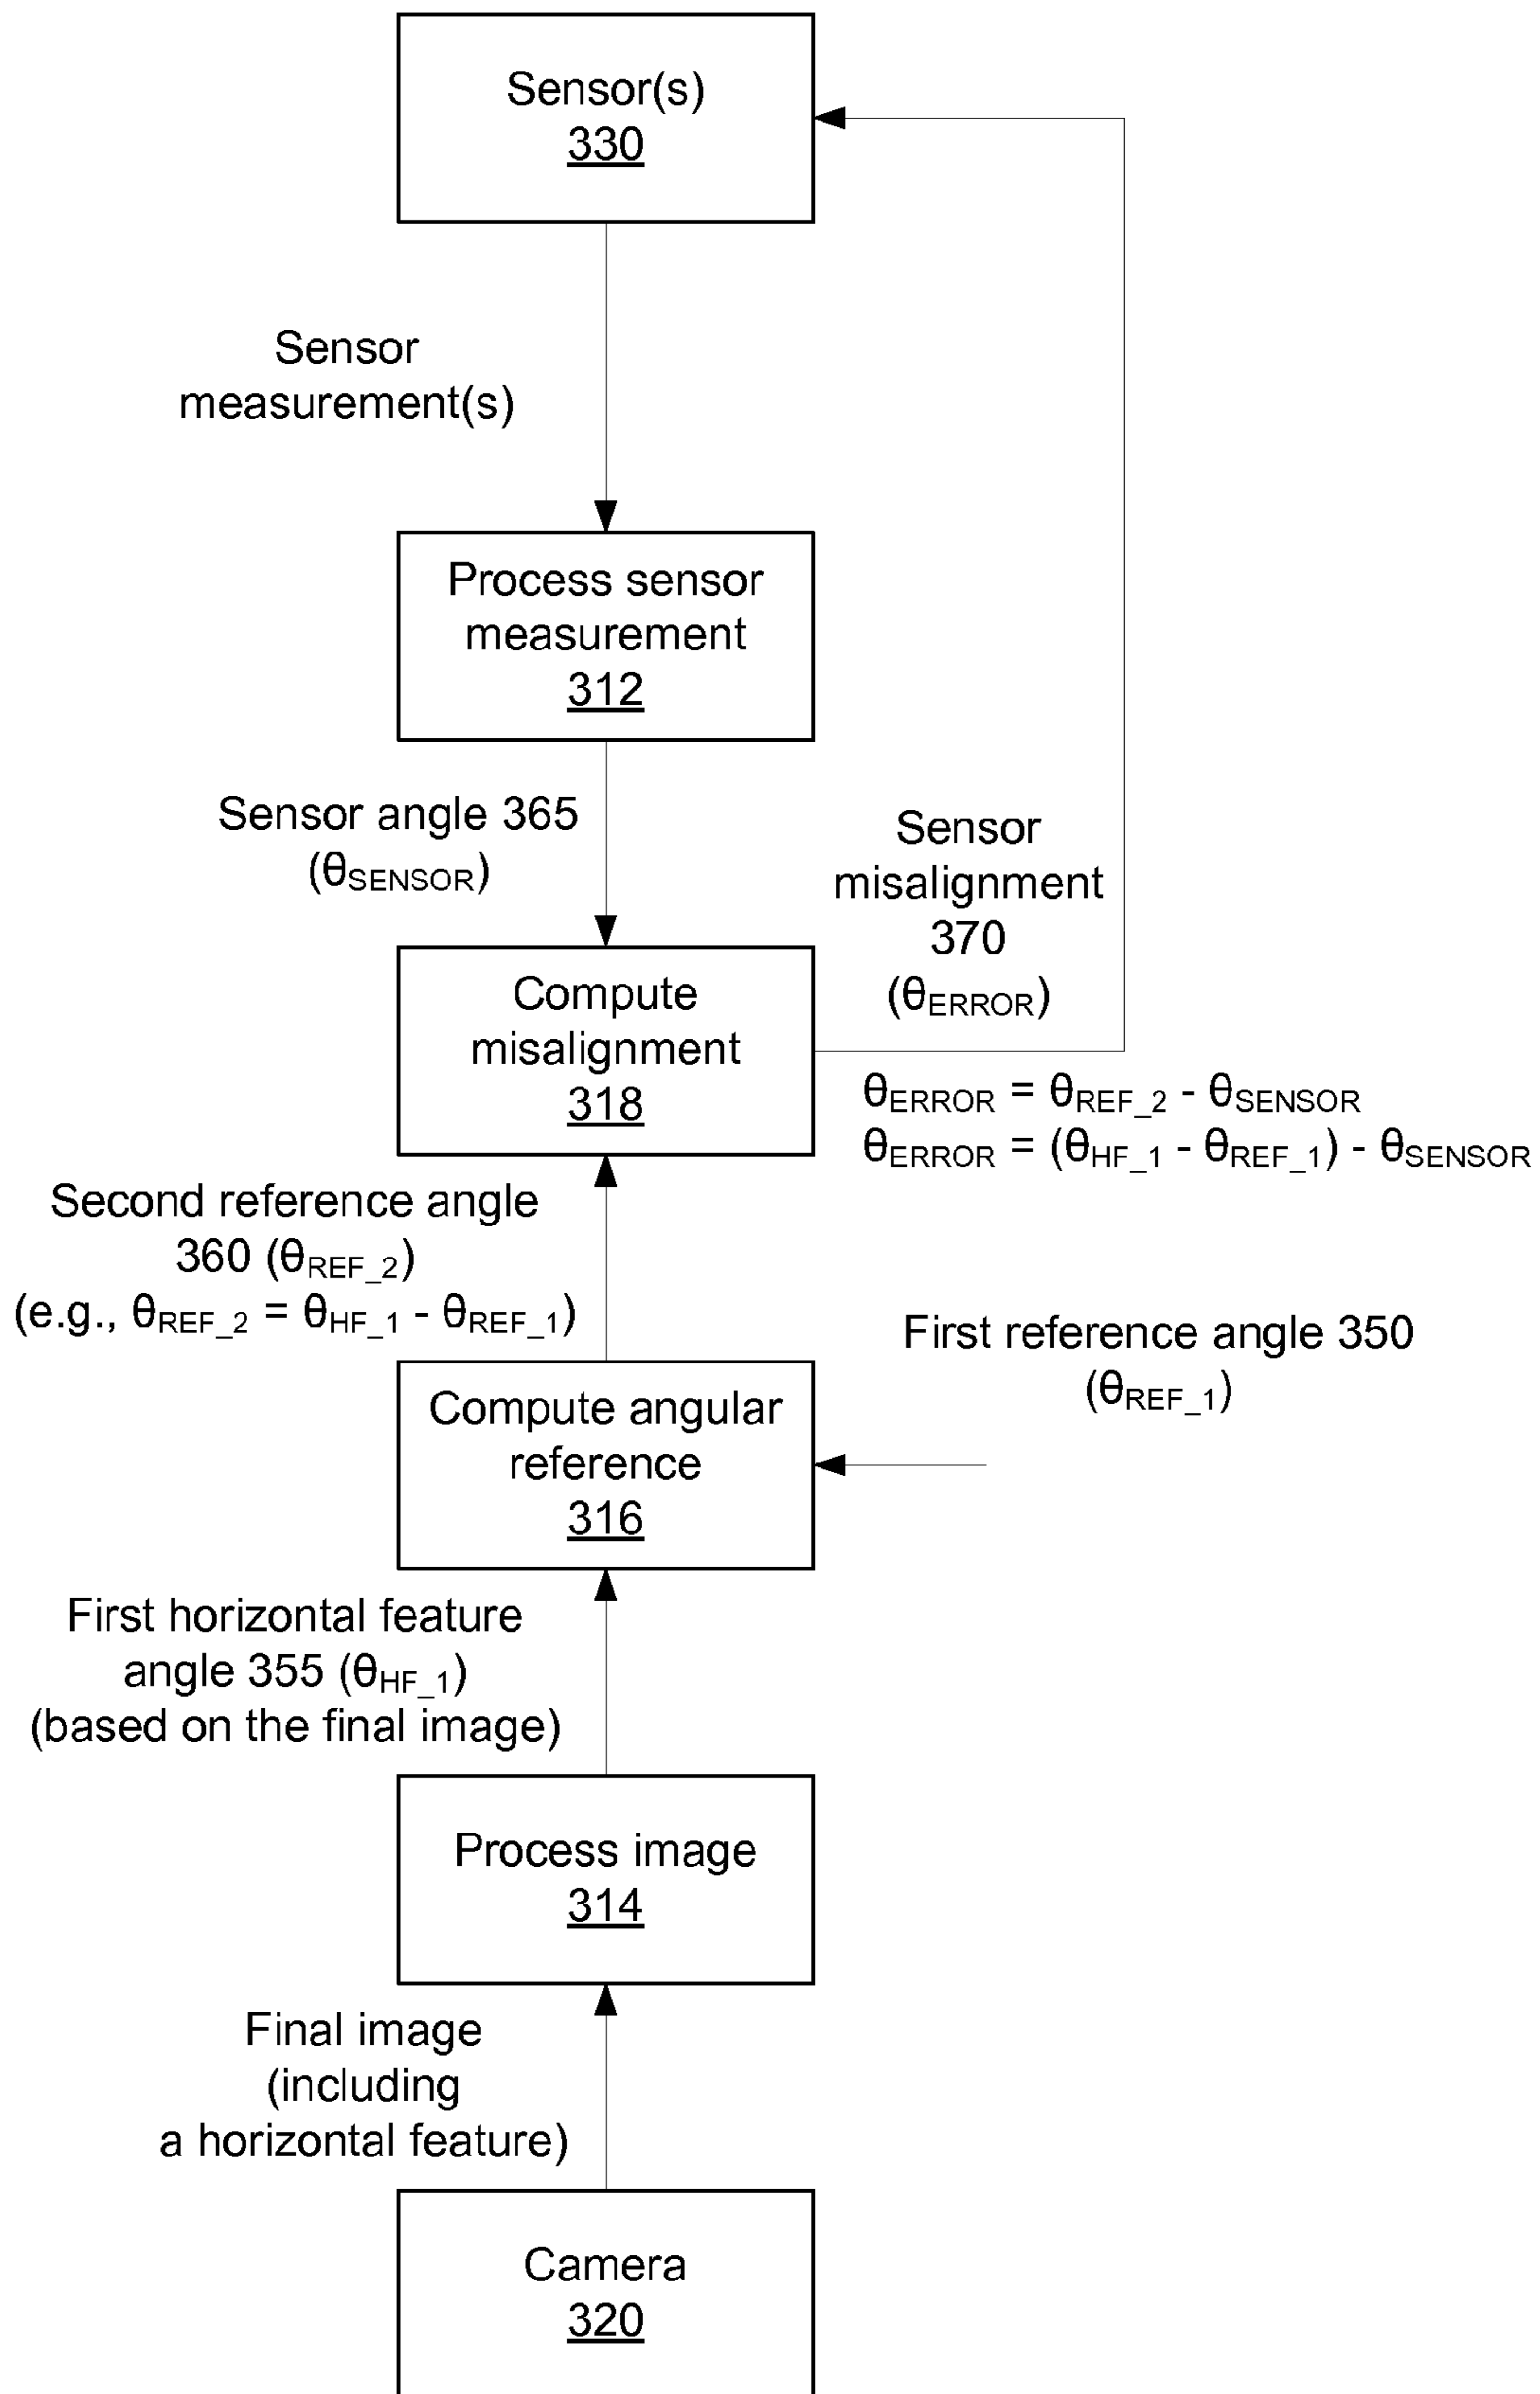 Sensor(s)
330
Sensor
measurement(s)
Process sensor
measurement
312
Sensor angle 365
(θSENSOR)
Sensor
misalignment
370
(θERROR)
Compute
misalignment
318
θERROR = θREF_2 - θSENSOR
θERROR = (θHF_1 - θREF_1) - θSENSOR
Second reference angle
360 (θREF_2)
(e.g., θREF_2 = θHF_1 - θREF_1)
First reference angle 350
(θREF_1)
Compute angular
reference
316
First horizontal feature
angle 355 (θHF_1)
(based on the final image)
Process image
314
Final image
(including
a horizontal feature)
Camera
320